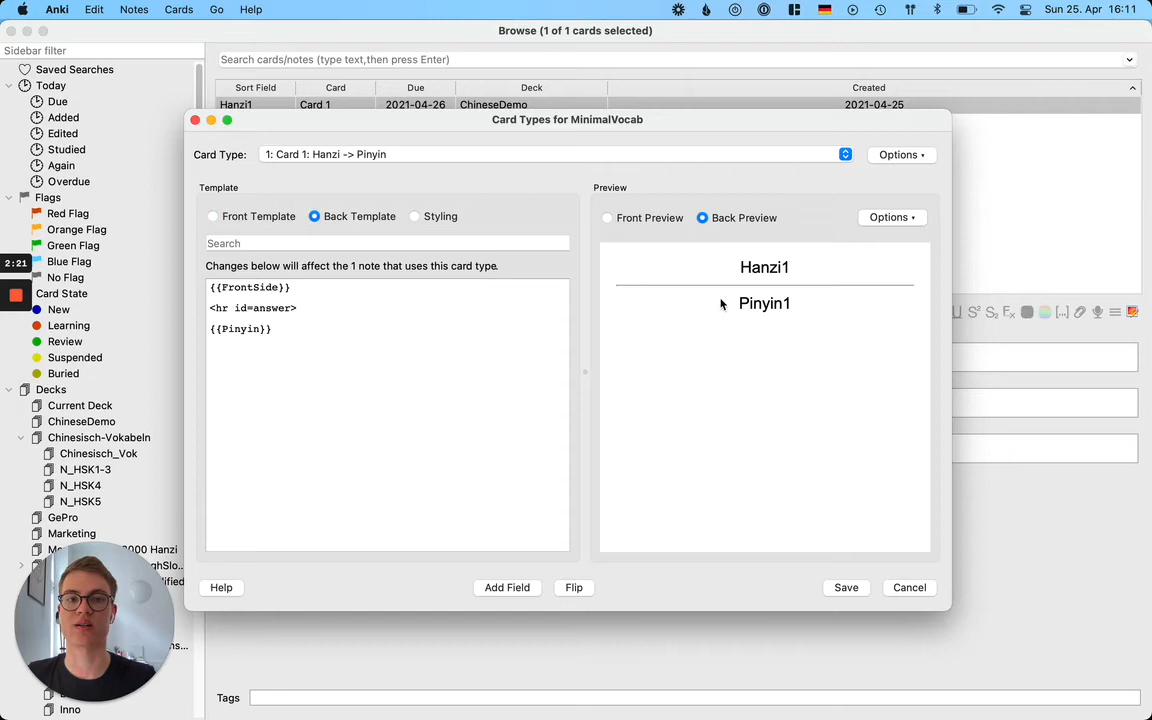 Anki Edit Notes Cards Go Help Sun 25. Apr 16:11
Browse (1 of 1 cards selected)
Sidebar filter
Search cards/notes (type text,then press Enter)
Saved Searches
Today
Due
Added
Edited
Studied
Again
Overdue
Flags
Red Flag
Orange Flag
Green Flag
Blue Flag
No Flag
Card State
New
Learning
Review
Suspended
Buried
Decks
Current Deck
ChineseDemo
Chinesisch-Vokabeln
Chinesisch_Vok
N_HSK1-3
N_HSK4
N_HSK5
GePro
Marketing
000 Hanzi
Inno
2:21
Sort Field Card Due Deck Created
Hanzi1 Card 1 2021-04-26 ChineseDemo 2021-04-25
Card Types for MinimalVocab
Card Type: 1: Card 1: Hanzi -> Pinyin Options
Template
Front Template Back Template Styling
Search
Changes below will affect the 1 note that uses this card type.
{{FrontSide}}
<hr id=answer>
{{Pinyin}}
Preview
Front Preview Back Preview Options
Hanzi1
Pinyin1
Help Add Field Flip Save Cancel
Tags